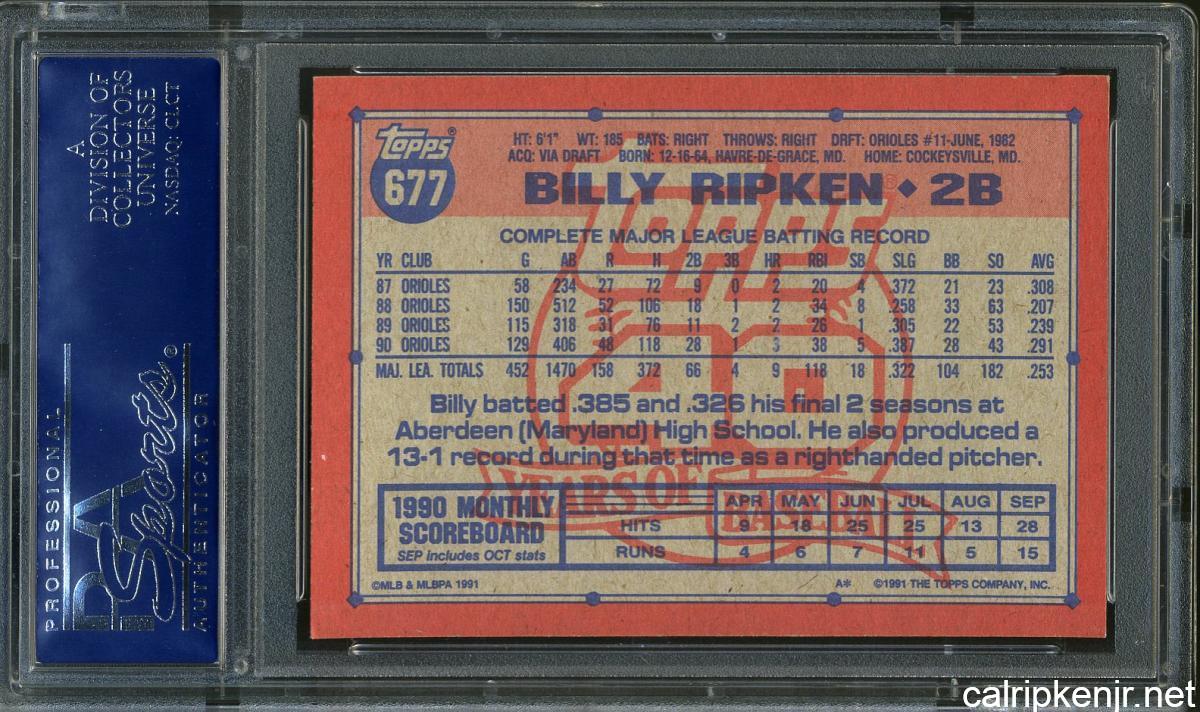 A
DIVISION OF
COLLECTORS
UNIVERSE
NASDAQ: CLCT
PROFESSIONAL
PSA
Sports ®
AUTHENTICATOR
Topps ®
677
HT: 6'1" WT: 185 BATS: RIGHT THROWS: RIGHT DRFT: ORIOLES #11-JUNE, 1982
ACQ: VIA DRAFT BORN: 12-16-64, HAVRE-DE-GRACE, MD. HOME: COCKEYSVILLE, MD.
BILLY RIPKEN ◆ 2B
TOPPS ®
40
YEARS OF
BASEBALL
COMPLETE MAJOR LEAGUE BATTING RECORD
YR CLUB G AB R H 2B 3B HR RBI SB SLG BB SO AVG
87 ORIOLES 58 234 27 72 9 0 2 20 4 .372 21 23 .308
88 ORIOLES 150 512 52 106 18 1 2 34 8 .258 33 63 .207
89 ORIOLES 115 318 31 76 11 2 2 26 1 .305 22 53 .239
90 ORIOLES 129 406 48 118 28 1 3 38 5 .387 28 43 .291
MAJ. LEA. TOTALS 452 1470 158 372 66 4 9 118 18 .322 104 182 .253
Billy batted .385 and .326 his final 2 seasons at
Aberdeen (Maryland) High School. He also produced a
13-1 record during that time as a righthanded pitcher.
1990 MONTHLY
SCOREBOARD
SEP includes OCT stats
APR MAY JUN JUL AUG SEP
HITS 9 18 25 25 13 28
RUNS 4 6 7 11 5 15
©MLB & MLBPA 1991 A* ©1991 THE TOPPS COMPANY, INC.
calripkenjr.net